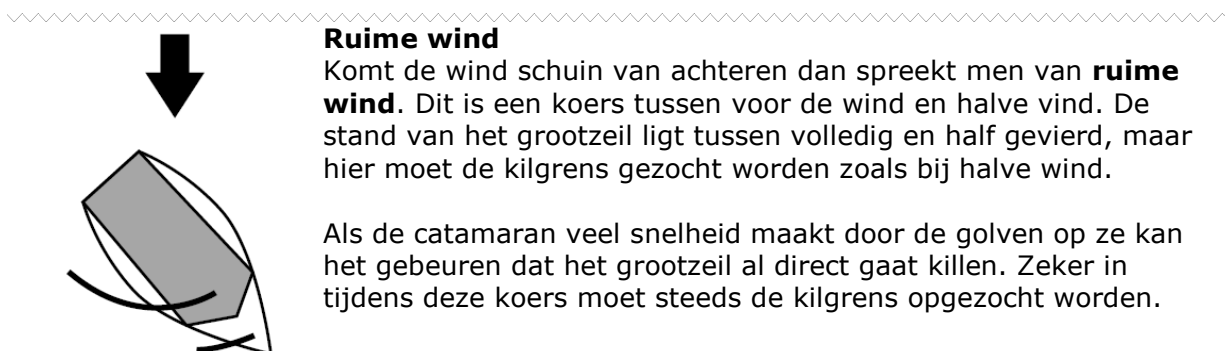 Ruime wind
Komt de wind schuin van achteren dan spreekt men van ruime
wind. Dit is een koers tussen voor de wind en halve vind. De
stand van het grootzeil ligt tussen volledig en half gevierd, maar
hier moet de kilgrens gezocht worden zoals bij halve wind.
Als de catamaran veel snelheid maakt door de golven op ze kan
het gebeuren dat het grootzeil al direct gaat killen. Zeker in
tijdens deze koers moet steeds de kilgrens opgezocht worden.